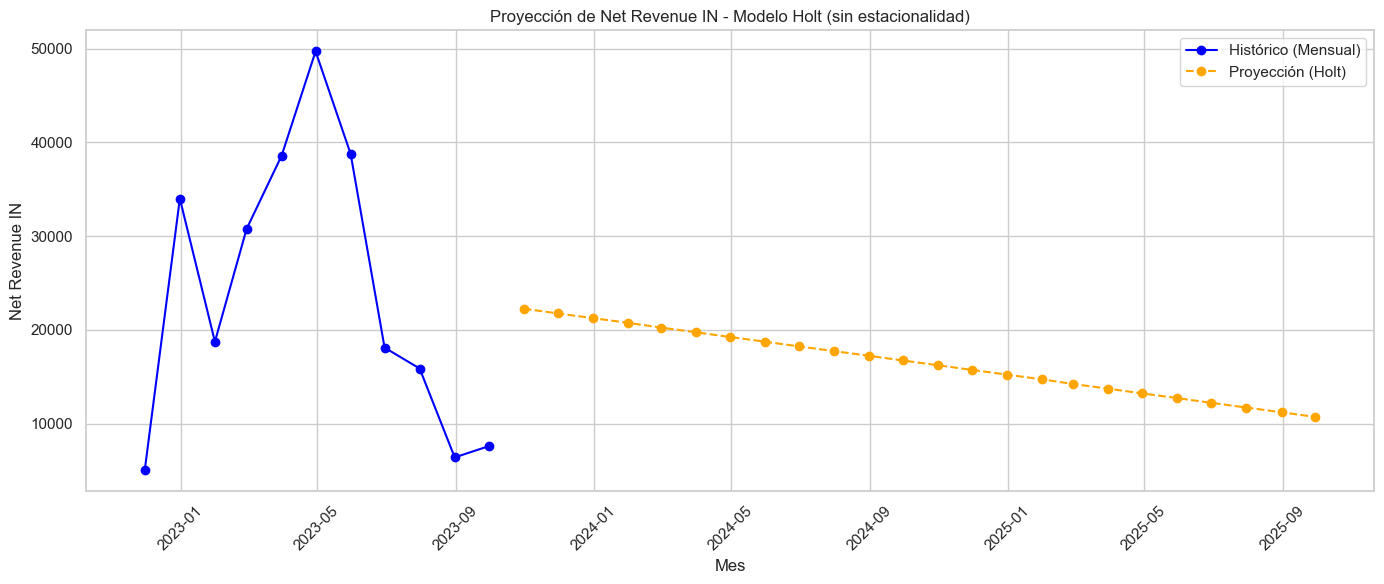 Proyección de Net Revenue IN - Modelo Holt (sin estacionalidad)
Histórico (Mensual)
Proyección (Holt)
Net Revenue IN
50000
40000
30000
20000
10000
2023-01
2023-05
2023-09
2024-01
2024-05
2024-09
2025-01
2025-05
2025-09
Mes